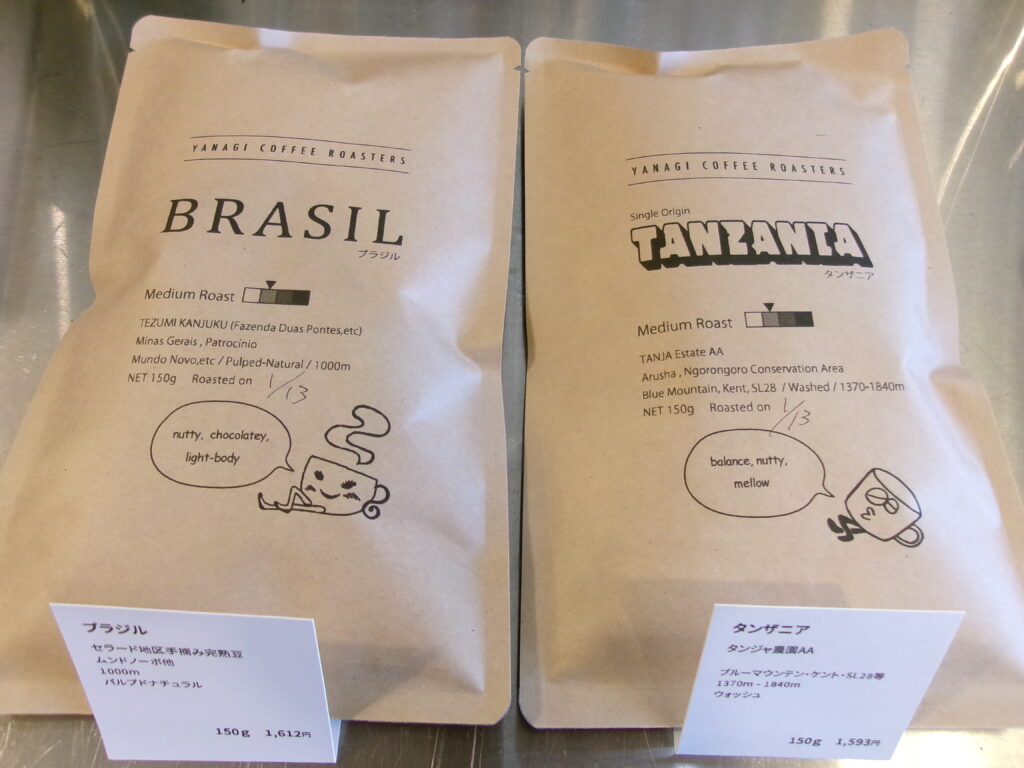 YANAGI COFFEE ROASTERS
BRASIL
ブラジル
Medium Roast
TEZUMI KANJUKU (Fazenda Duas Pontes,etc)
Minas Gerais , Patrocínio
Mundo Novo,etc / Pulped-Natural / 1000m
NET 150g Roasted on 1/13
nutty, chocolatey,
light-body
ブラジル
セラード地区手摘み完熟豆
ムンドノーボ他
1000m
パルプドナチュラル
150g 1,612円
YANAGI COFFEE ROASTERS
Single Origin
TANZANIA
タンザニア
Medium Roast
TANJA Estate AA
Arusha , Ngorongoro Conservation Area
Blue Mountain, Kent, SL28 / Washed / 1370-1840m
NET 150g Roasted on 1/13
balance, nutty,
mellow
タンザニア
タンジャ農園AA
ブルーマウンテン・ケント・SL28等
1370m - 1840m
ウォッシュ
150g 1,593円